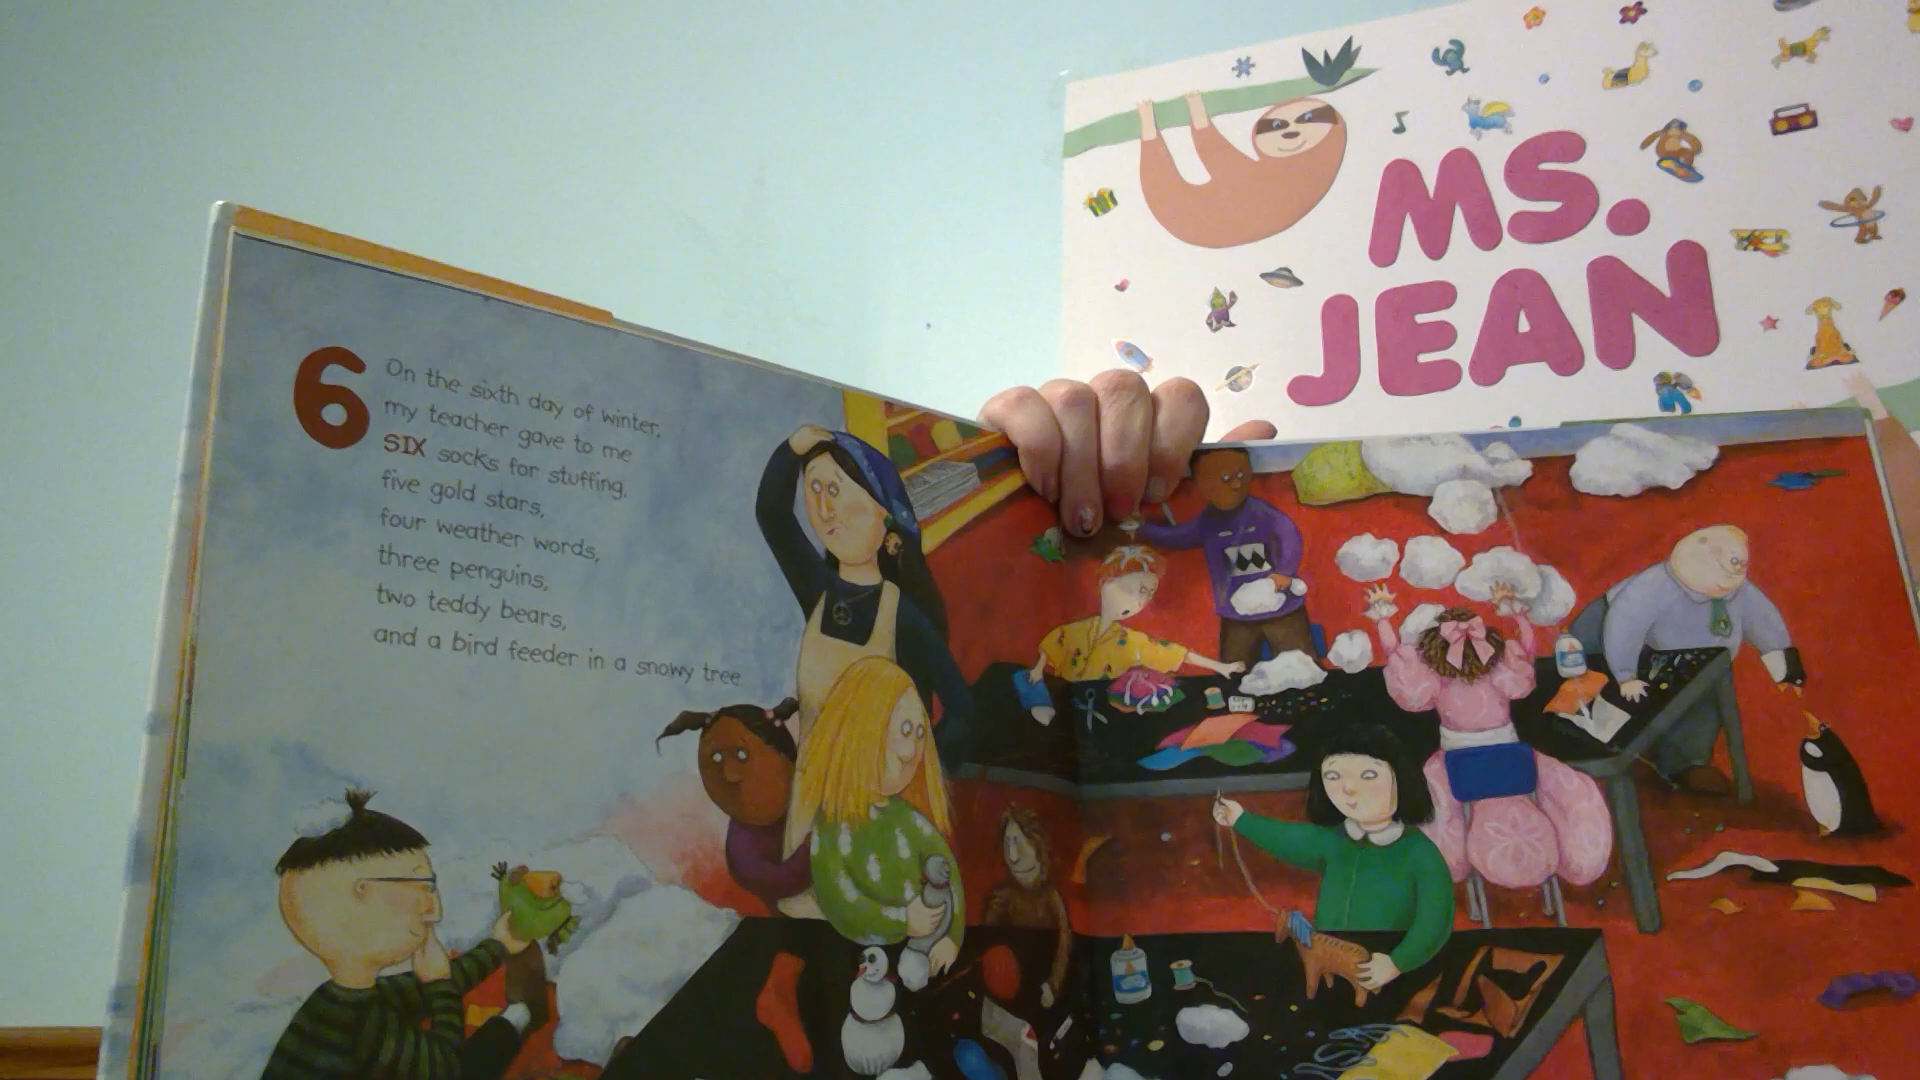 MS.
JEAN
6
On the sixth day of winter,
my teacher gave to me
SIX socks for stuffing,
five gold stars,
four weather words,
three penguins,
two teddy bears,
and a bird feeder in a snowy tree.